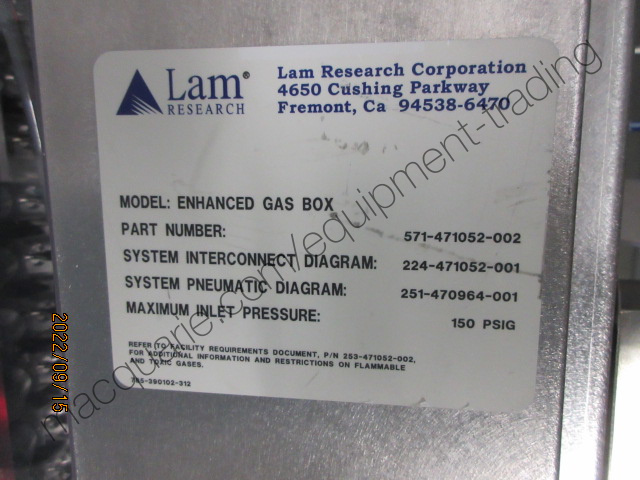 Lam®
RESEARCH
Lam Research Corporation
4650 Cushing Parkway
Fremont, Ca 94538-6470
MODEL: ENHANCED GAS BOX
PART NUMBER: 571-471052-002
SYSTEM INTERCONNECT DIAGRAM: 224-471052-001
SYSTEM PNEUMATIC DIAGRAM: 251-470964-001
MAXIMUM INLET PRESSURE: 150 PSIG
REFER TO FACILITY REQUIREMENTS DOCUMENT, P/N 253-471052-002,
FOR ADDITIONAL INFORMATION AND RESTRICTIONS ON FLAMMABLE
AND TOXIC GASES.
785-390102-312
2022/09/15
macquarie.com/equipment-trading